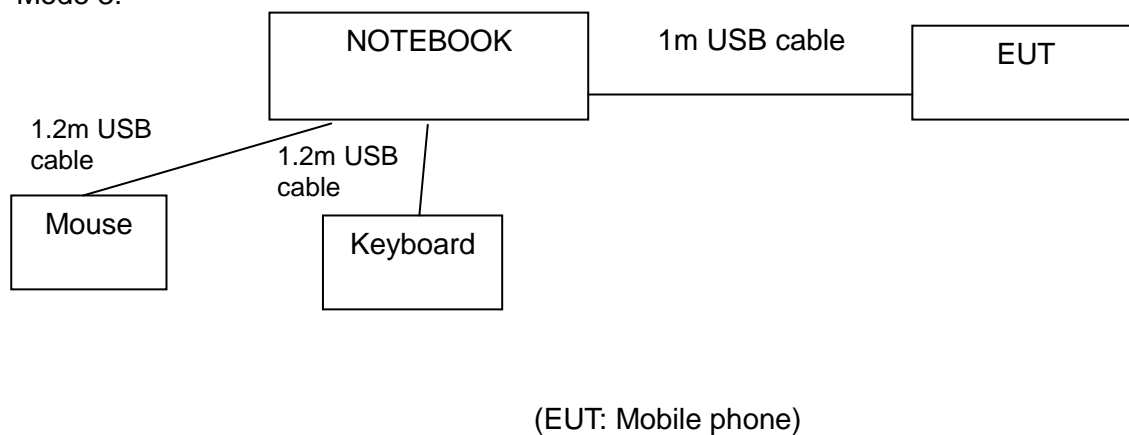 NOTEBOOK
1m USB cable
EUT
1.2m USB
cable
1.2m USB
cable
Mouse
Keyboard
(EUT: Mobile phone)